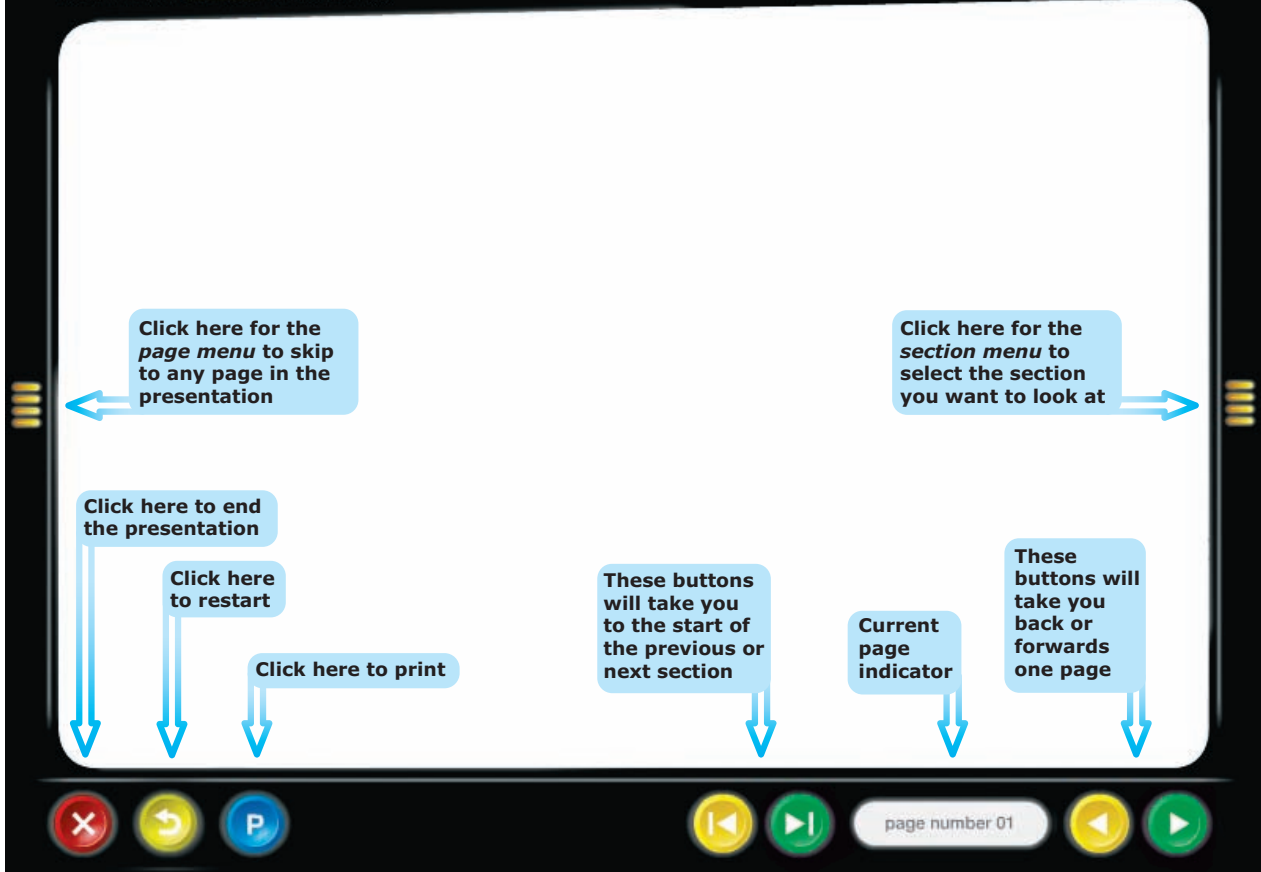 Click here for the
page menu to skip
to any page in the
presentation
Click here for the
section menu to
select the section
you want to look at
Click here to end
the presentation
Click here
to restart
Click here to print
These buttons
will take you
to the start of
the previous or
next section
Current
page
indicator
These
buttons will
take you
back or
forwards
one page
P
page number 01